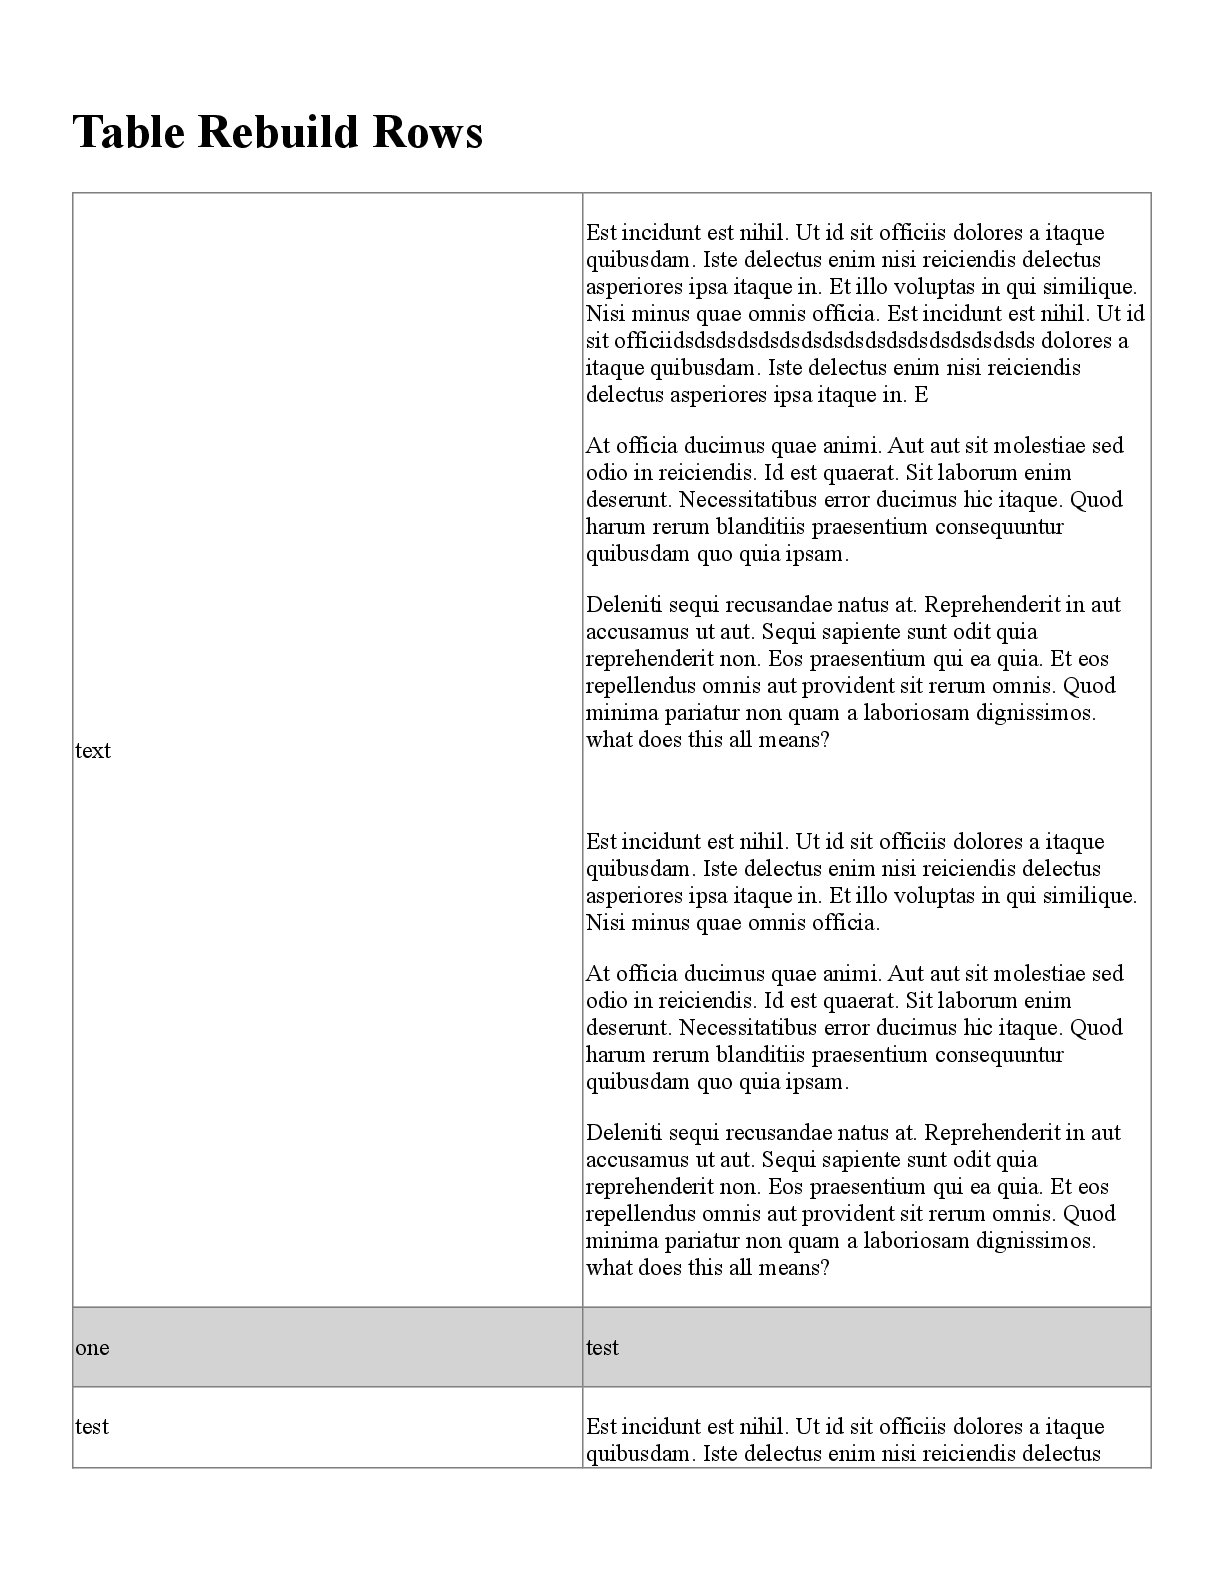 Table Rebuild Rows
text
Est incidunt est nihil. Ut id sit officiis dolores a itaque
quibusdam. Iste delectus enim nisi reiciendis delectus
asperiores ipsa itaque in. Et illo voluptas in qui similique.
Nisi minus quae omnis officia. Est incidunt est nihil. Ut id
sit officiidsdsdsdsdsdsdsdsdsdsdsdsdsdsdsdsds dolores a
itaque quibusdam. Iste delectus enim nisi reiciendis
delectus asperiores ipsa itaque in. E
At officia ducimus quae animi. Aut aut sit molestiae sed
odio in reiciendis. Id est quaerat. Sit laborum enim
deserunt. Necessitatibus error ducimus hic itaque. Quod
harum rerum blanditiis praesentium consequuntur
quibusdam quo quia ipsam.
Deleniti sequi recusandae natus at. Reprehenderit in aut
accusamus ut aut. Sequi sapiente sunt odit quia
reprehenderit non. Eos praesentium qui ea quia. Et eos
repellendus omnis aut provident sit rerum omnis. Quod
minima pariatur non quam a laboriosam dignissimos.
what does this all means?
Est incidunt est nihil. Ut id sit officiis dolores a itaque
quibusdam. Iste delectus enim nisi reiciendis delectus
asperiores ipsa itaque in. Et illo voluptas in qui similique.
Nisi minus quae omnis officia.
At officia ducimus quae animi. Aut aut sit molestiae sed
odio in reiciendis. Id est quaerat. Sit laborum enim
deserunt. Necessitatibus error ducimus hic itaque. Quod
harum rerum blanditiis praesentium consequuntur
quibusdam quo quia ipsam.
Deleniti sequi recusandae natus at. Reprehenderit in aut
accusamus ut aut. Sequi sapiente sunt odit quia
reprehenderit non. Eos praesentium qui ea quia. Et eos
repellendus omnis aut provident sit rerum omnis. Quod
minima pariatur non quam a laboriosam dignissimos.
what does this all means?
one
test
test
Est incidunt est nihil. Ut id sit officiis dolores a itaque
quibusdam. Iste delectus enim nisi reiciendis delectus